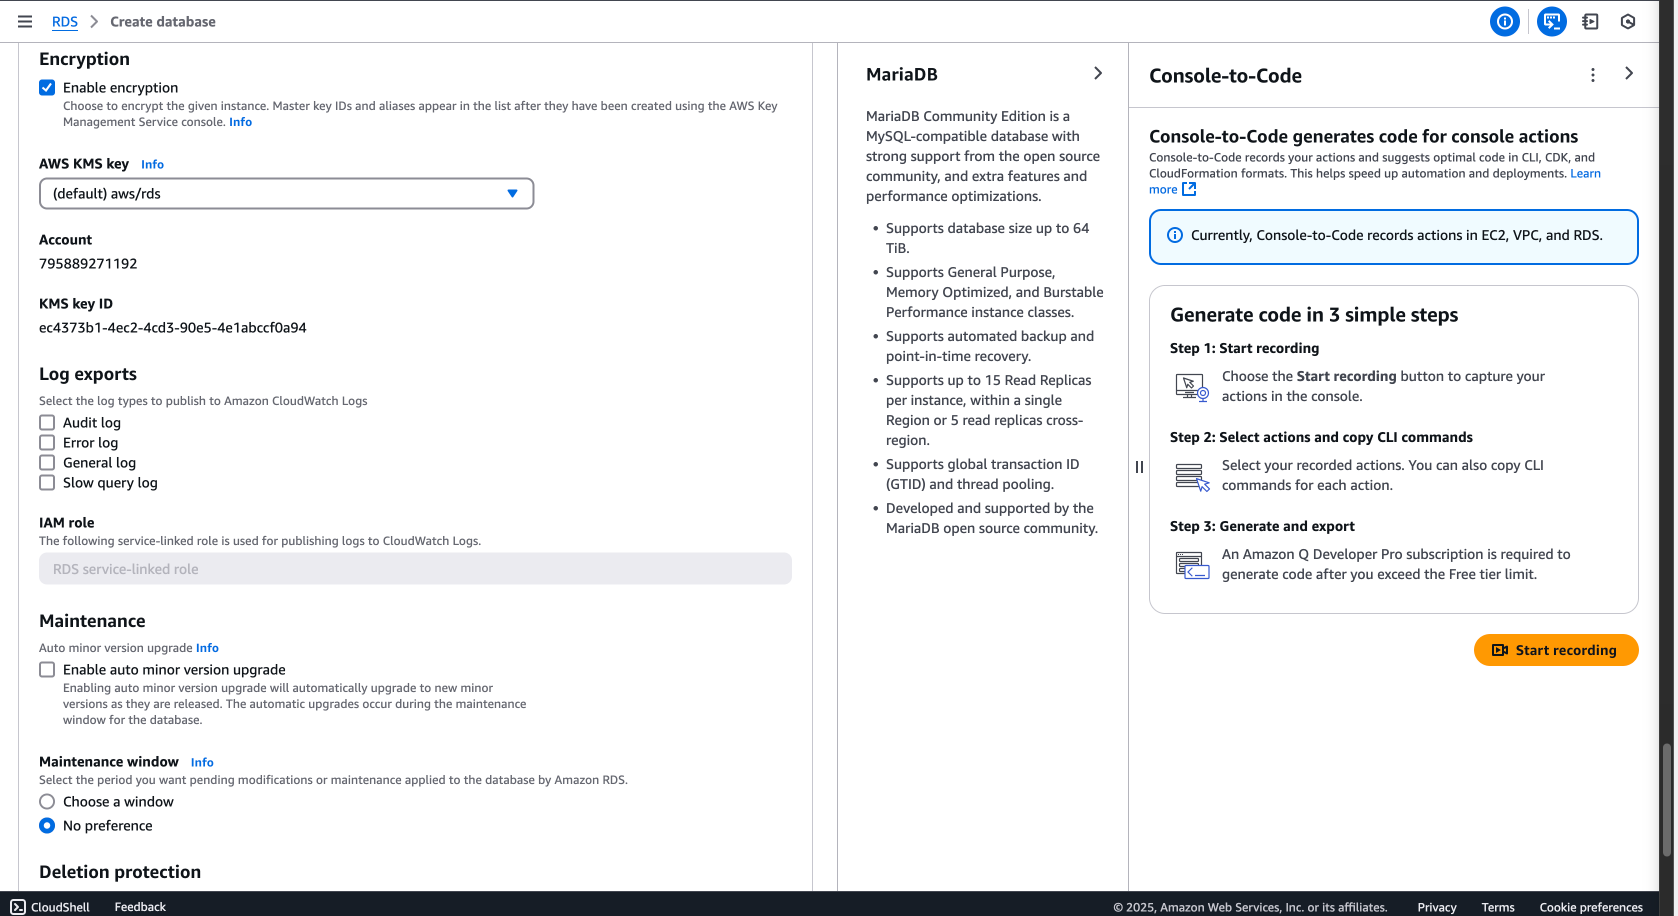 RDS > Create database
Encryption
Enable encryption
Choose to encrypt the given instance. Master key IDs and aliases appear in the list after they have been created using the AWS Key
Management Service console. Info
AWS KMS key Info
(default) aws/rds
Account
795889271192
KMS key ID
ec4373b1-4ec2-4cd3-90e5-4e1abccf0a94
Log exports
Select the log types to publish to Amazon CloudWatch Logs
Audit log
Error log
General log
Slow query log
IAM role
The following service-linked role is used for publishing logs to CloudWatch Logs.
RDS service-linked role
Maintenance
Auto minor version upgrade Info
Enable auto minor version upgrade
Enabling auto minor version upgrade will automatically upgrade to new minor
versions as they are released. The automatic upgrades occur during the maintenance
window for the database.
Maintenance window Info
Select the period you want pending modifications or maintenance applied to the database by Amazon RDS.
Choose a window
No preference
Deletion protection
MariaDB
MariaDB Community Edition is a
MySQL-compatible database with
strong support from the open source
community, and extra features and
performance optimizations.
• Supports database size up to 64
TiB.
• Supports General Purpose,
Memory Optimized, and Burstable
Performance instance classes.
• Supports automated backup and
point-in-time recovery.
• Supports up to 15 Read Replicas
per instance, within a single
Region or 5 read replicas cross-
region.
• Supports global transaction ID
(GTID) and thread pooling.
• Developed and supported by the
MariaDB open source community.
Console-to-Code
Console-to-Code generates code for console actions
Console-to-Code records your actions and suggests optimal code in CLI, CDK, and
CloudFormation formats. This helps speed up automation and deployments. Learn
more
Currently, Console-to-Code records actions in EC2, VPC, and RDS.
Generate code in 3 simple steps
Step 1: Start recording
Choose the Start recording button to capture your
actions in the console.
Step 2: Select actions and copy CLI commands
Select your recorded actions. You can also copy CLI
commands for each action.
Step 3: Generate and export
An Amazon Q Developer Pro subscription is required to
generate code after you exceed the Free tier limit.
Start recording
CloudShell Feedback © 2025, Amazon Web Services, Inc. or its affiliates. Privacy Terms Cookie preferences